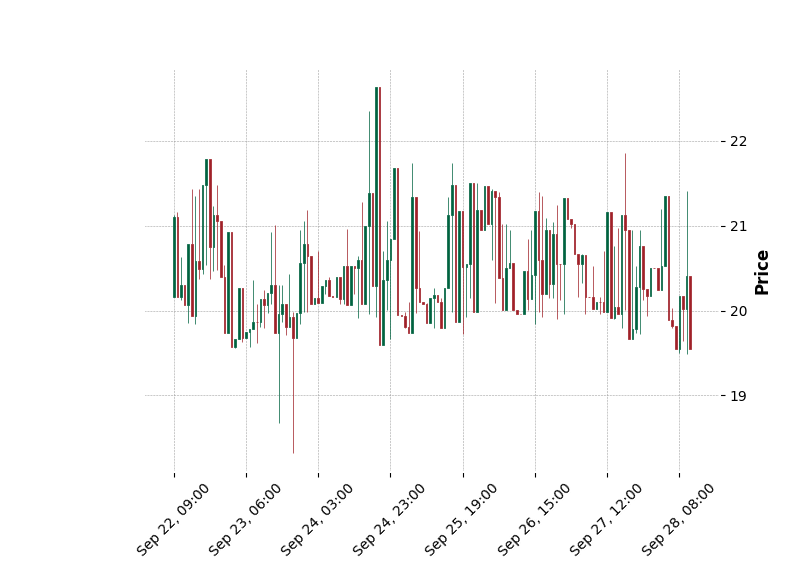 22
21
20
19
Price
Sep 22, 09:00
Sep 23, 06:00
Sep 24, 03:00
Sep 24, 23:00
Sep 25, 19:00
Sep 26, 15:00
Sep 27, 12:00
Sep 28, 08:00